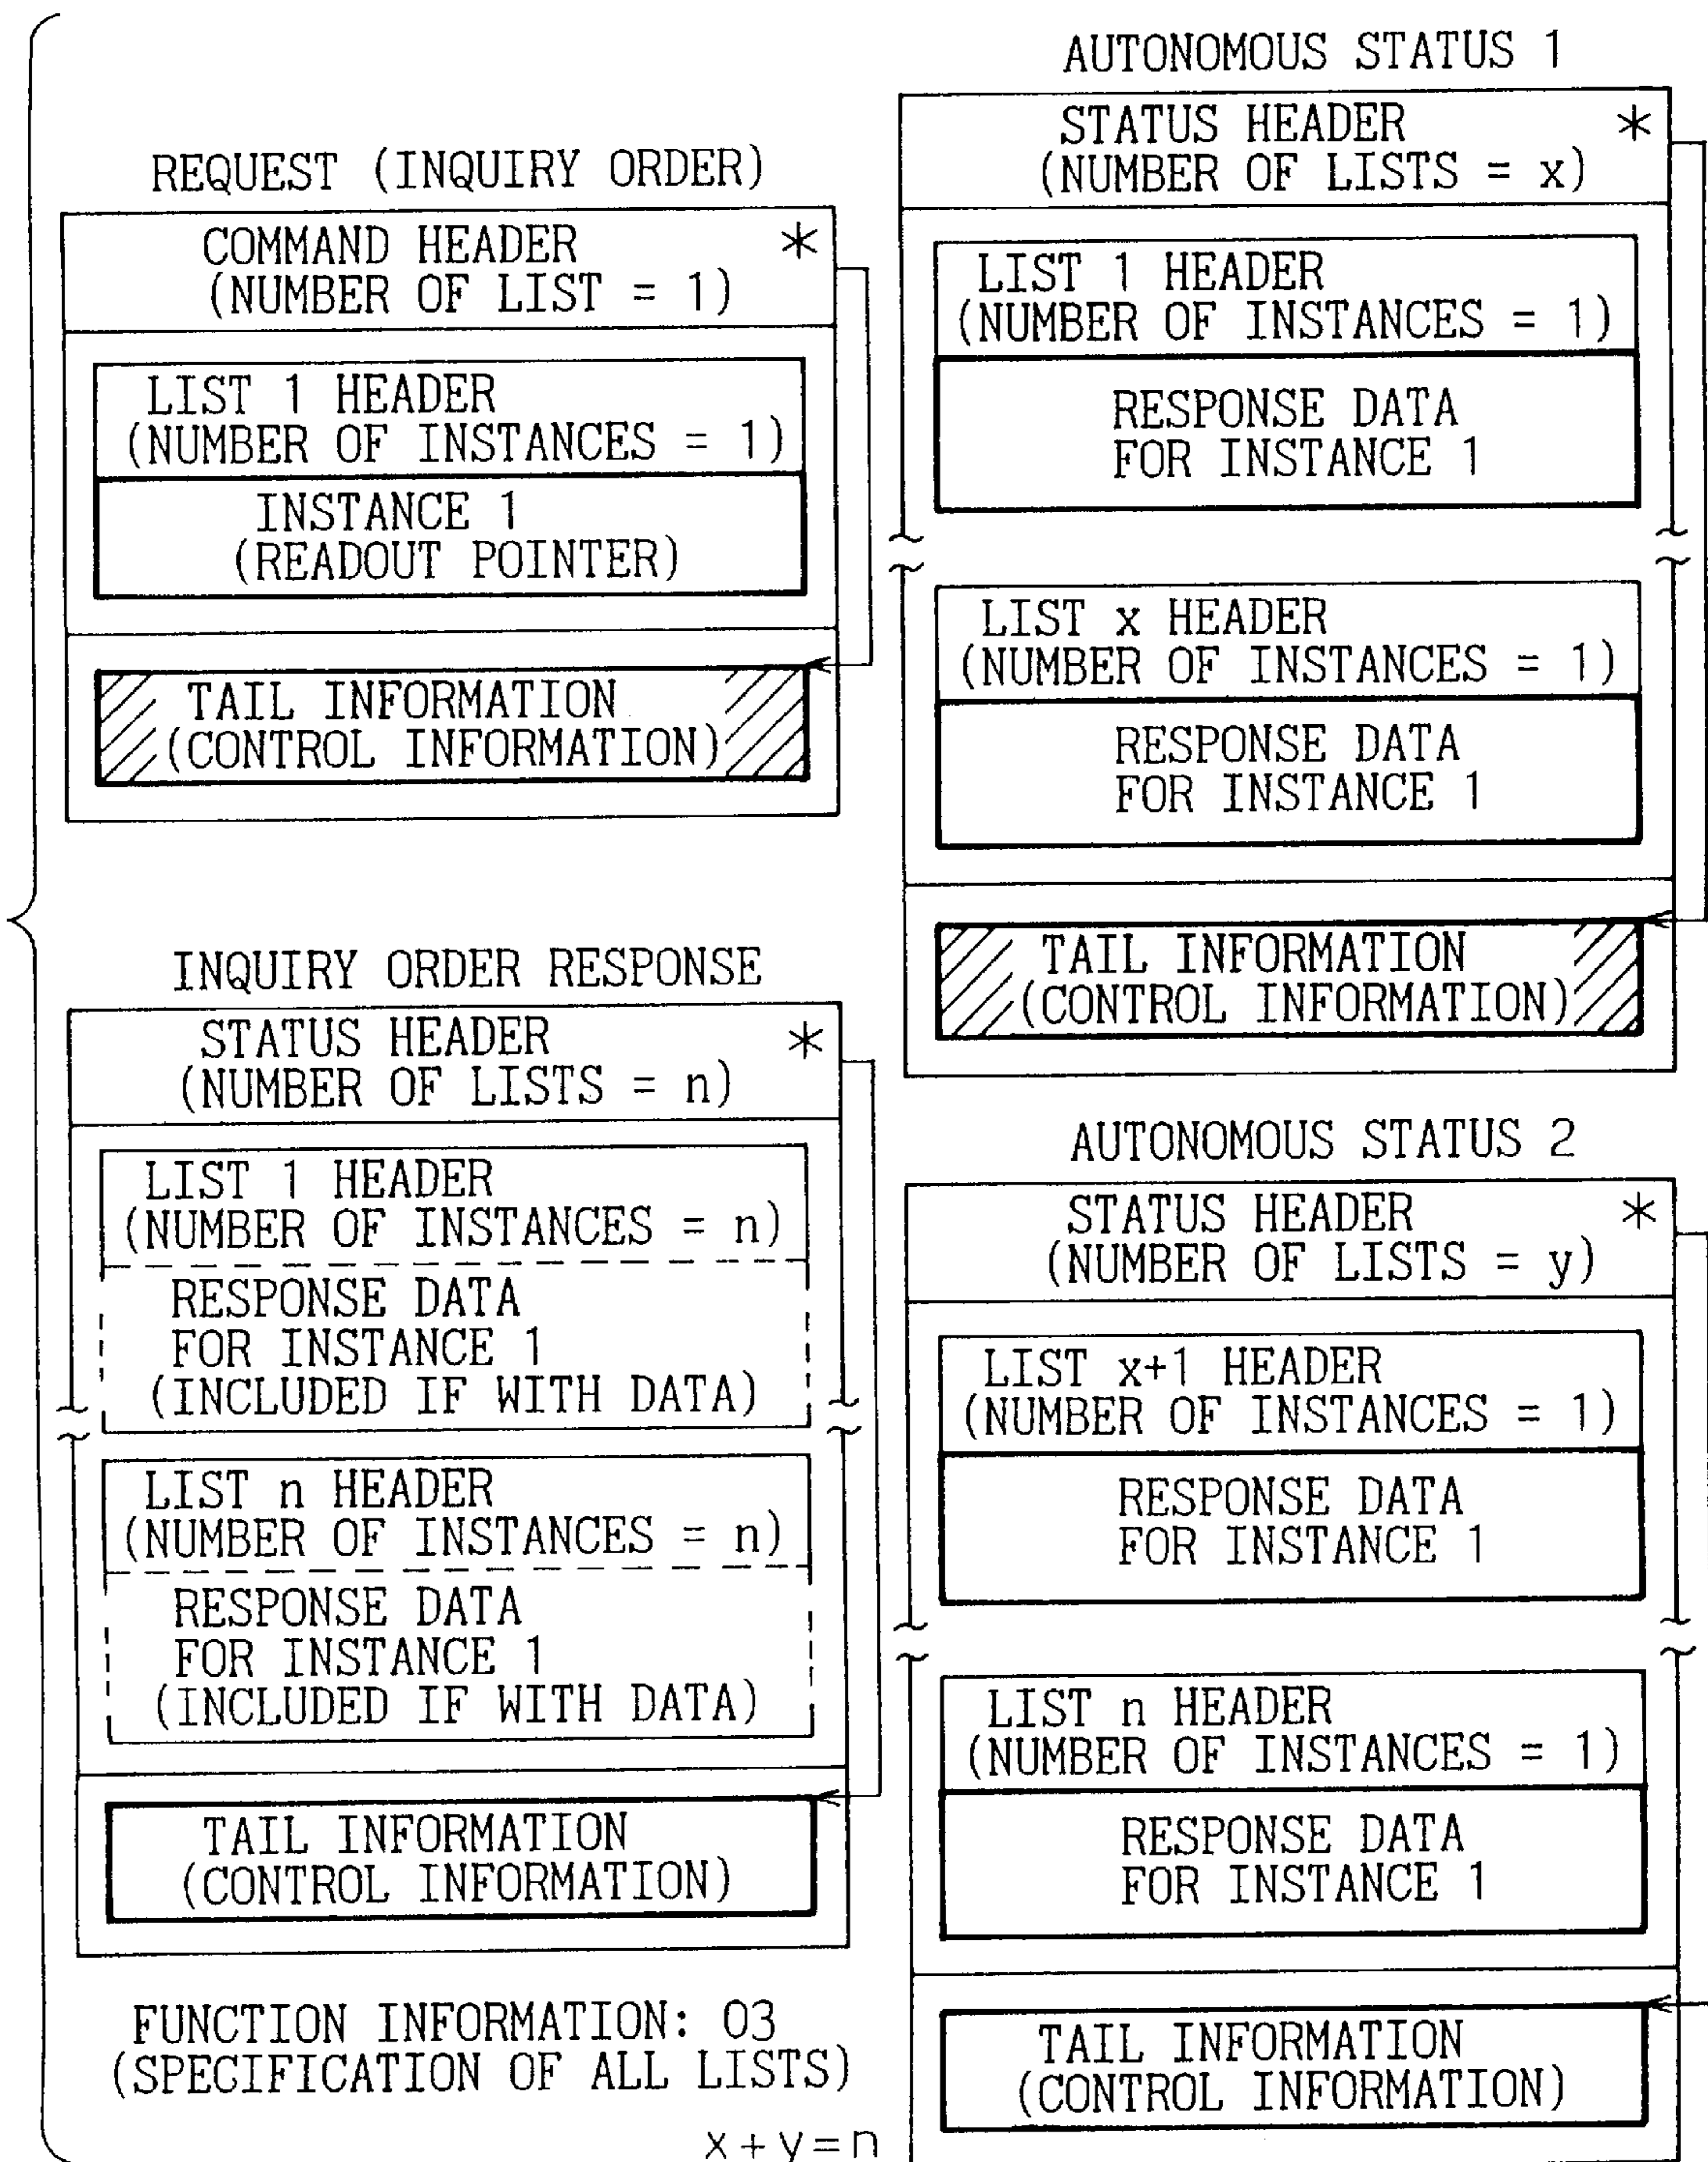 REQUEST (INQUIRY ORDER)
COMMAND HEADER *
(NUMBER OF LIST = 1)
LIST 1 HEADER
(NUMBER OF INSTANCES = 1)
INSTANCE 1
(READOUT POINTER)
TAIL INFORMATION
(CONTROL INFORMATION)
INQUIRY ORDER RESPONSE
STATUS HEADER *
(NUMBER OF LISTS = n)
LIST 1 HEADER
(NUMBER OF INSTANCES = n)
RESPONSE DATA
FOR INSTANCE 1
(INCLUDED IF WITH DATA)
LIST n HEADER
(NUMBER OF INSTANCES = n)
RESPONSE DATA
FOR INSTANCE 1
(INCLUDED IF WITH DATA)
TAIL INFORMATION
(CONTROL INFORMATION)
FUNCTION INFORMATION: 03
(SPECIFICATION OF ALL LISTS)
x+y=n
AUTONOMOUS STATUS 1
STATUS HEADER *
(NUMBER OF LISTS = x)
LIST 1 HEADER
(NUMBER OF INSTANCES = 1)
RESPONSE DATA
FOR INSTANCE 1
LIST x HEADER
(NUMBER OF INSTANCES = 1)
RESPONSE DATA
FOR INSTANCE 1
TAIL INFORMATION
(CONTROL INFORMATION)
AUTONOMOUS STATUS 2
STATUS HEADER *
(NUMBER OF LISTS = y)
LIST x+1 HEADER
(NUMBER OF INSTANCES = 1)
RESPONSE DATA
FOR INSTANCE 1
LIST n HEADER
(NUMBER OF INSTANCES = 1)
RESPONSE DATA
FOR INSTANCE 1
TAIL INFORMATION
(CONTROL INFORMATION)